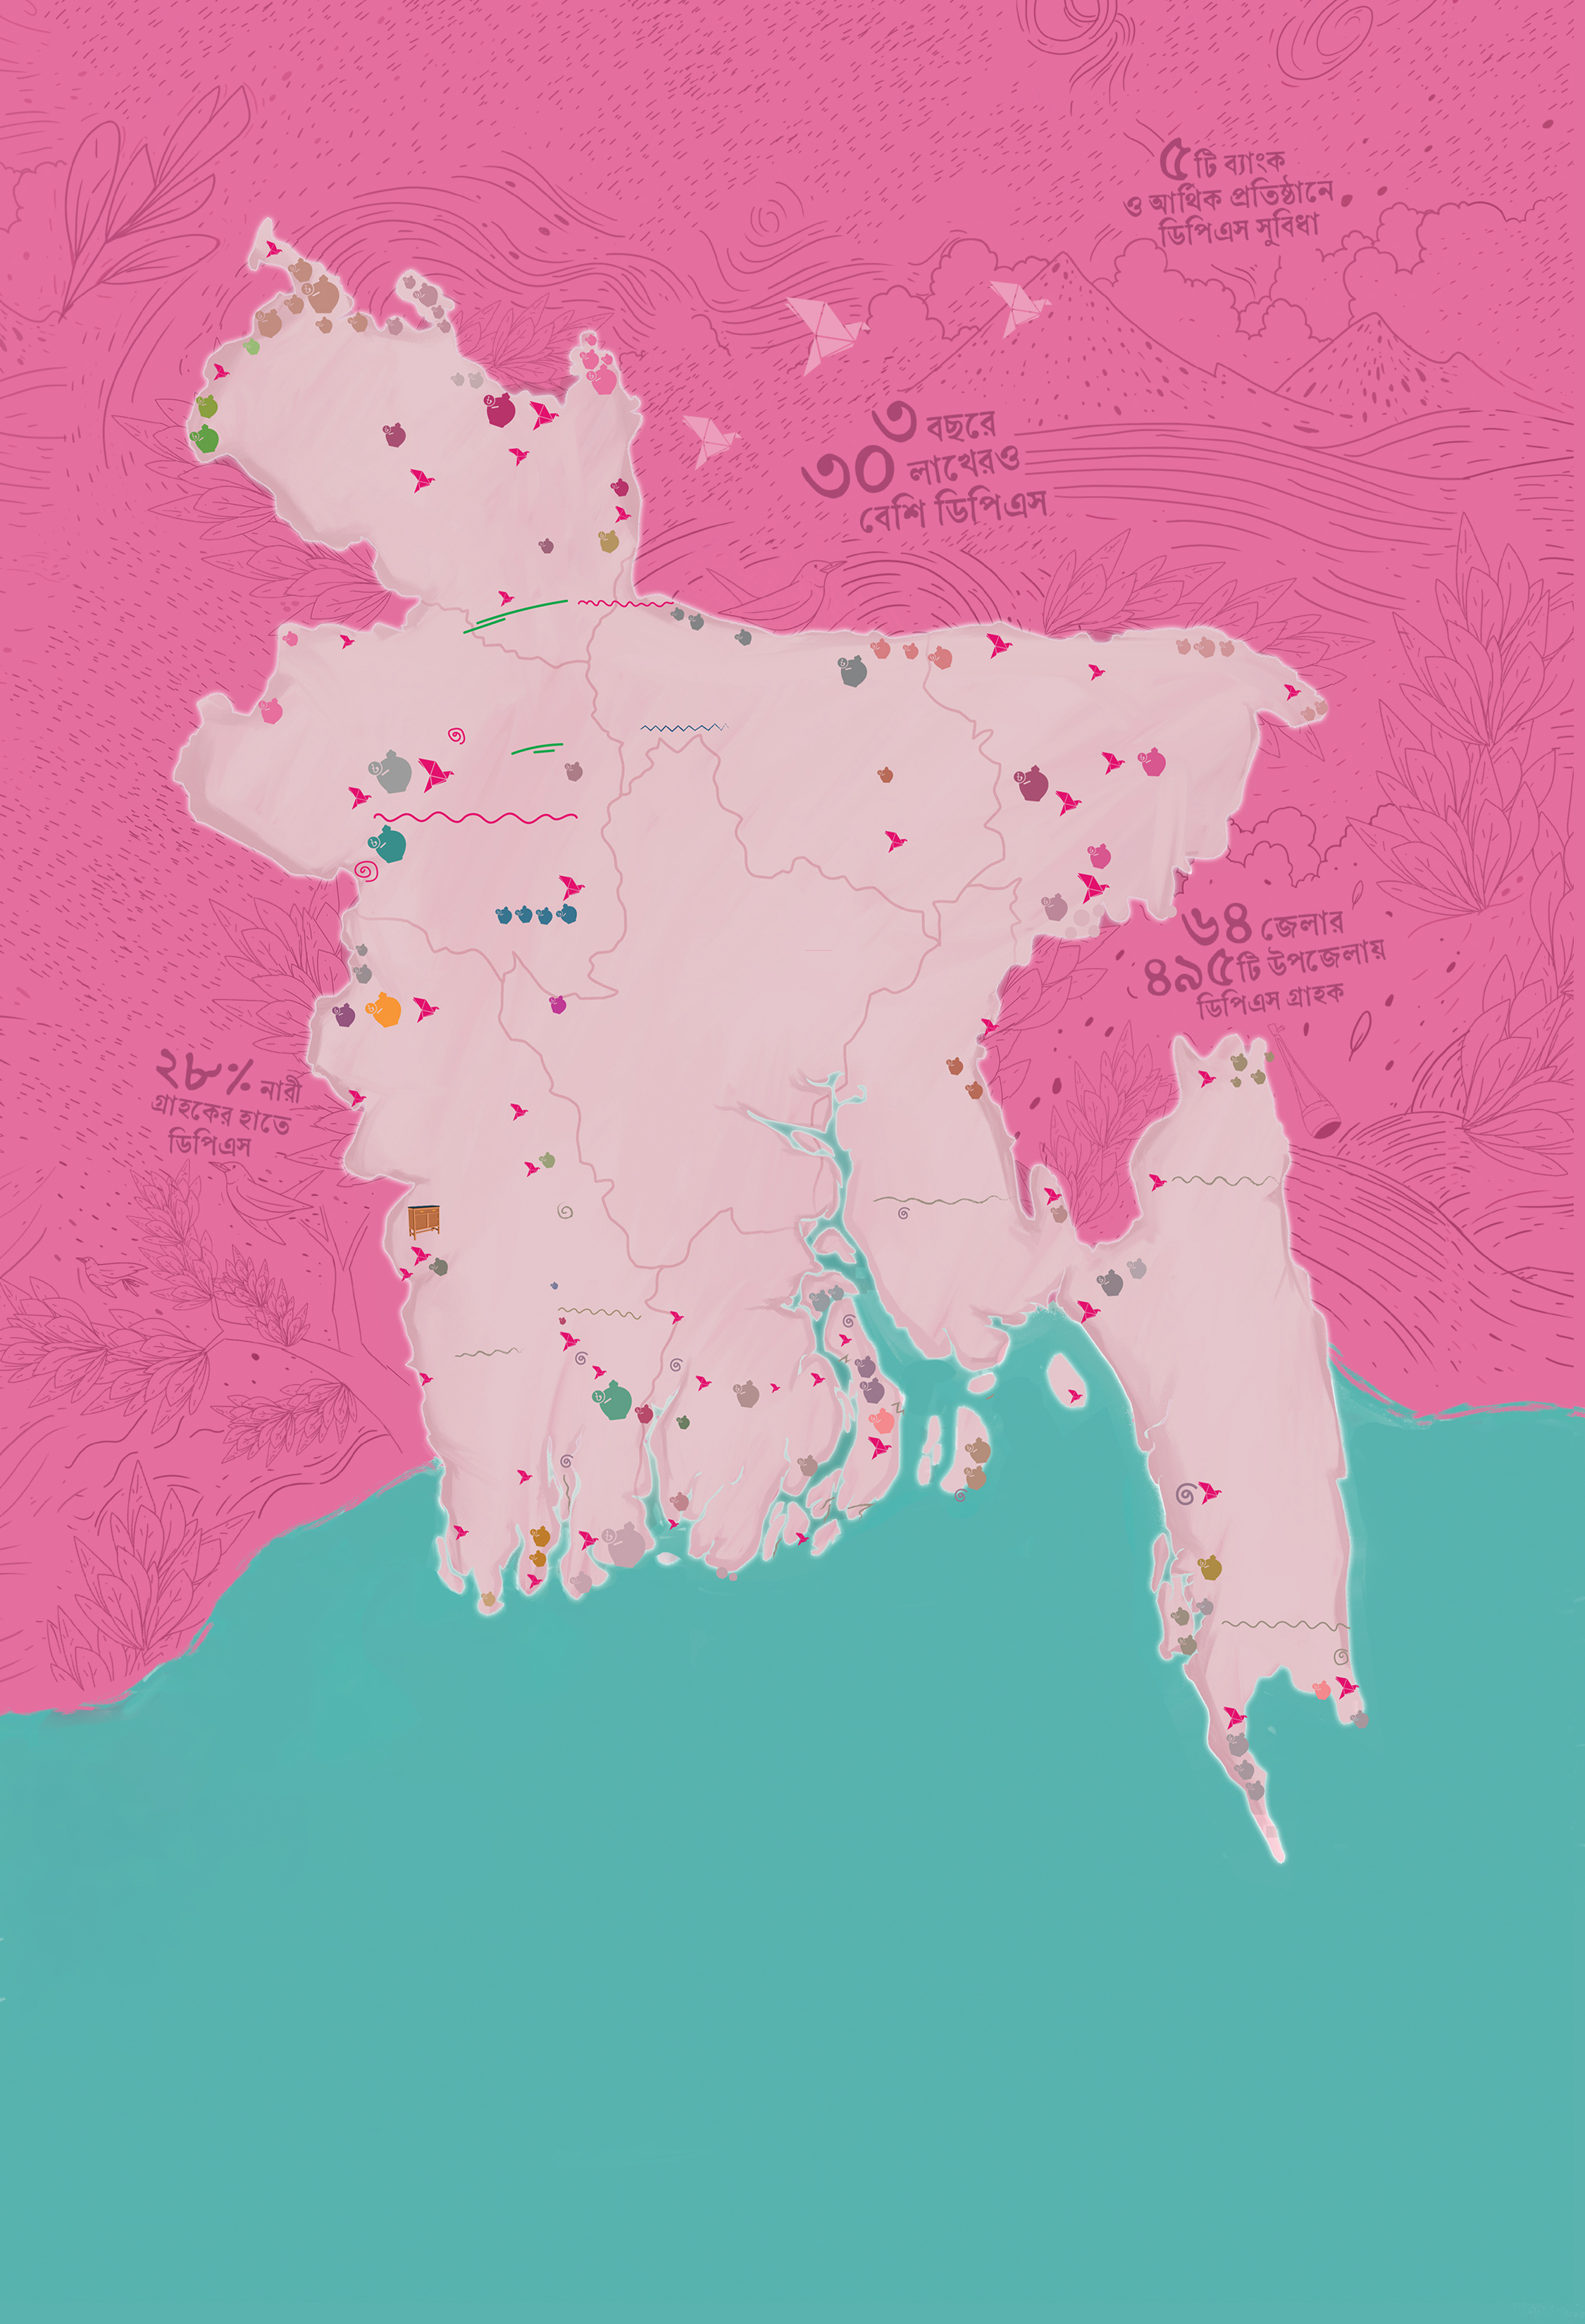 ৫টি ব্যাংক
ও আর্থিক প্রতিষ্ঠানে
ডিপিএস সুবিধা
৩ বছরে
৩০ লাখেরও
বেশি ডিপিএস
৬৪ জেলার
৪৯৫টি উপজেলায়
ডিপিএস গ্রাহক
২৮% নারী
গ্রাহকের হাতে
ডিপিএস